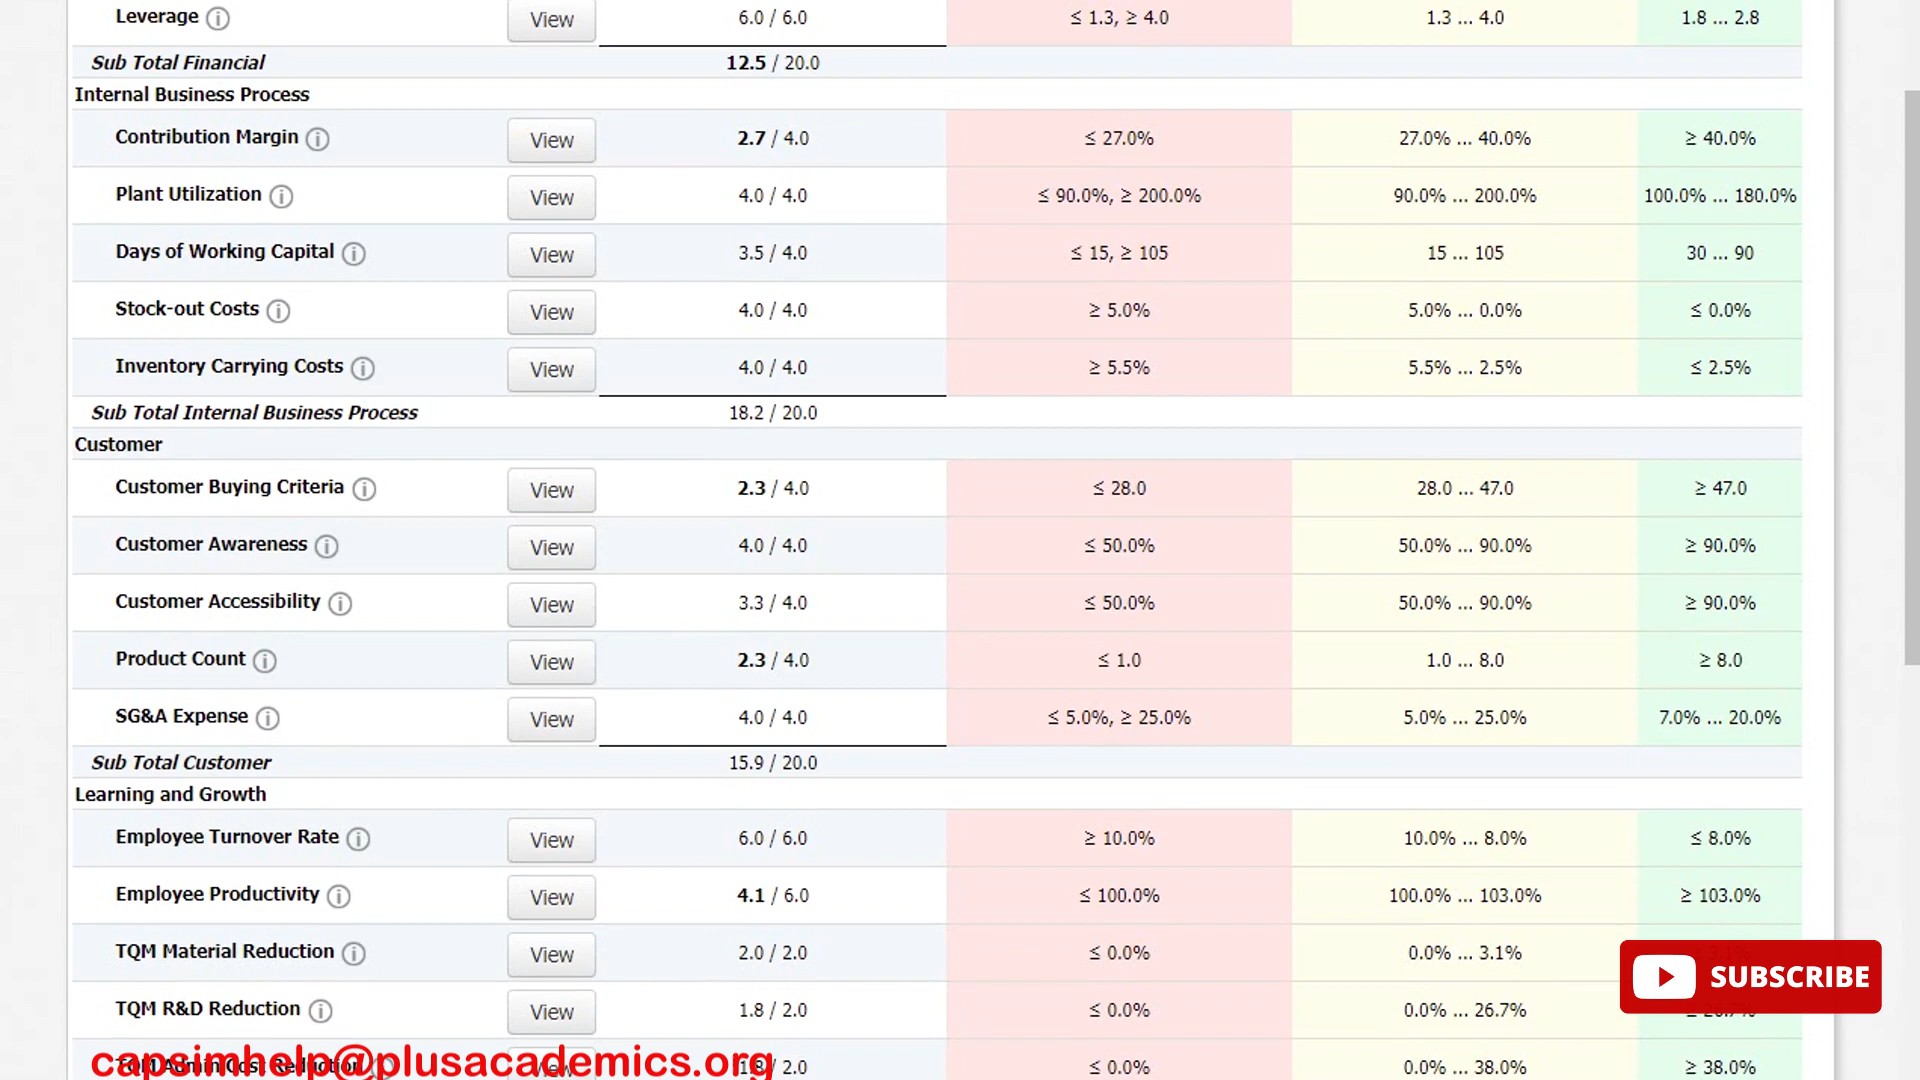 Leverage View 6.0 / 6.0 ≤ 1.3, ≥ 4.0 1.3 ... 4.0 1.8 ... 2.8
Sub Total Financial 12.5 / 20.0
Internal Business Process
Contribution Margin View 2.7 / 4.0 ≤ 27.0% 27.0% ... 40.0% ≥ 40.0%
Plant Utilization View 4.0 / 4.0 ≤ 90.0%, ≥ 200.0% 90.0% ... 200.0% 100.0% ... 180.0%
Days of Working Capital View 3.5 / 4.0 ≤ 15, ≥ 105 15 ... 105 30 ... 90
Stock-out Costs View 4.0 / 4.0 ≥ 5.0% 5.0% ... 0.0% ≤ 0.0%
Inventory Carrying Costs View 4.0 / 4.0 ≥ 5.5% 5.5% ... 2.5% ≤ 2.5%
Sub Total Internal Business Process 18.2 / 20.0
Customer
Customer Buying Criteria View 2.3 / 4.0 ≤ 28.0 28.0 ... 47.0 ≥ 47.0
Customer Awareness View 4.0 / 4.0 ≤ 50.0% 50.0% ... 90.0% ≥ 90.0%
Customer Accessibility View 3.3 / 4.0 ≤ 50.0% 50.0% ... 90.0% ≥ 90.0%
Product Count View 2.3 / 4.0 ≤ 1.0 1.0 ... 8.0 ≥ 8.0
SG&A Expense View 4.0 / 4.0 ≤ 5.0%, ≥ 25.0% 5.0% ... 25.0% 7.0% ... 20.0%
Sub Total Customer 15.9 / 20.0
Learning and Growth
Employee Turnover Rate View 6.0 / 6.0 ≥ 10.0% 10.0% ... 8.0% ≤ 8.0%
Employee Productivity View 4.1 / 6.0 ≤ 100.0% 100.0% ... 103.0% ≥ 103.0%
TQM Material Reduction View 2.0 / 2.0 ≤ 0.0% 0.0% ... 3.1%
SUBSCRIBE
TQM R&D Reduction View 1.8 / 2.0 ≤ 0.0% 0.0% ... 26.7% ≥ 26.7%
TQM Admin Cost Reduction View 1.8 / 2.0 ≤ 0.0% 0.0% ... 38.0% ≥ 38.0%
capsimhelp@plusacademics.org